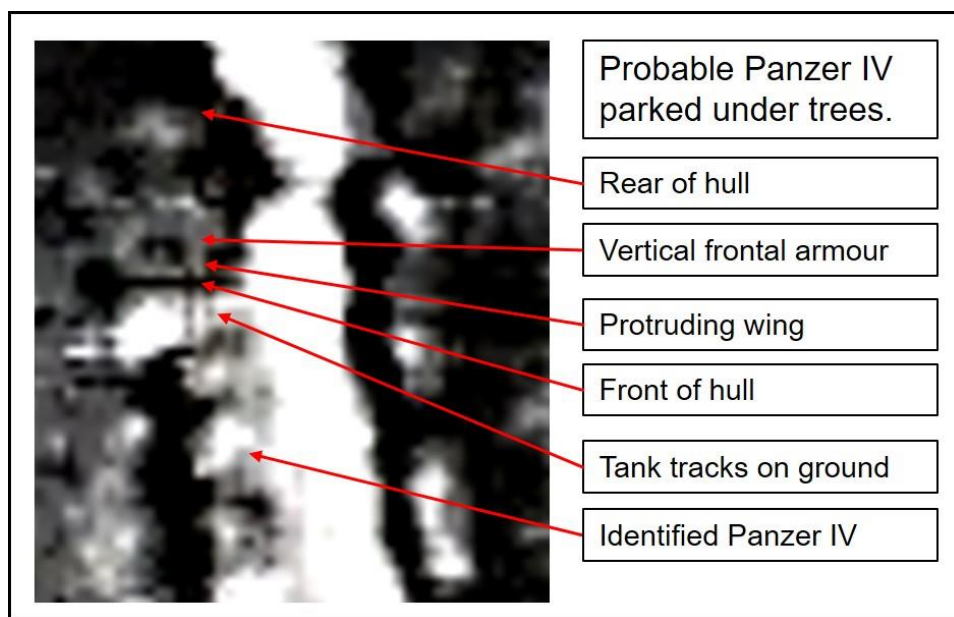 Probable Panzer IV
parked under trees.
Rear of hull
Vertical frontal armour
Protruding wing
Front of hull
Tank tracks on ground
Identified Panzer IV